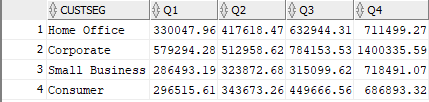 CUSTSEG Q1 Q2 Q3 Q4
1 Home Office 330047.96 417618.47 632944.31 711499.27
2 Corporate 579294.28 512958.62 784153.53 1400335.59
3 Small Business 286493.19 323872.68 315099.62 718491.07
4 Consumer 296515.61 343673.26 449666.56 686893.32